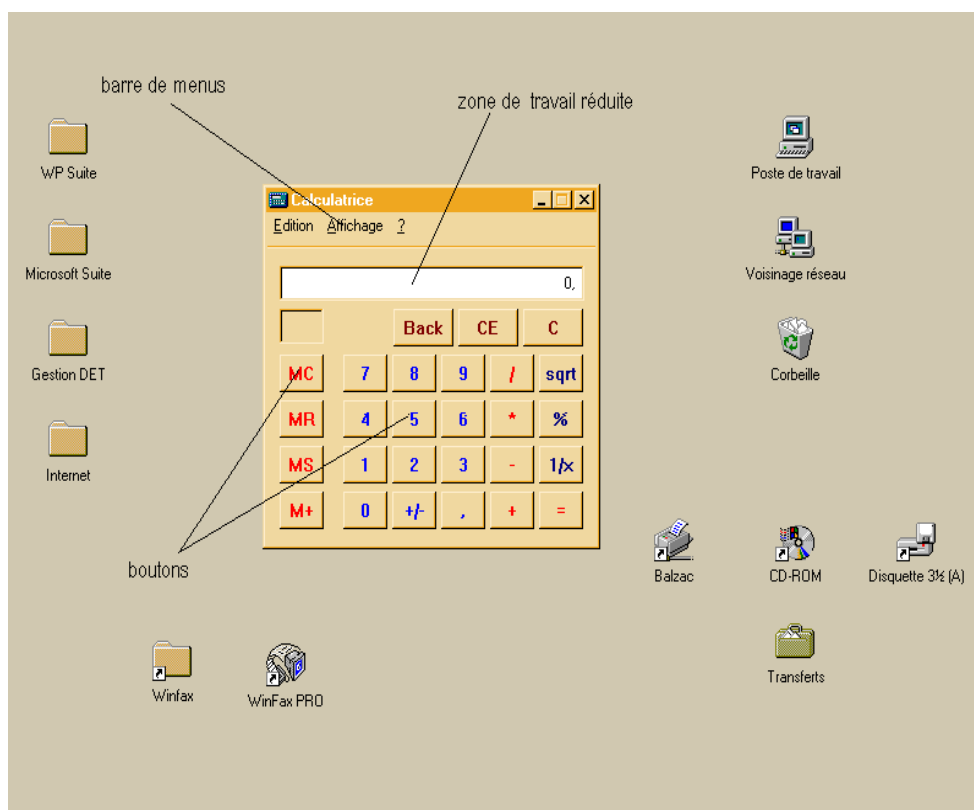 barre de menus
zone de travail réduite
WP Suite
Poste de travail
Calculatrice
Edition Affichage ?
Microsoft Suite
Voisinage réseau
0,
Back CE C
Gestion DET
Corbeille
MC 7 8 9 / sqrt
MR 4 5 6 * %
MS 1 2 3 - 1/x
M+ 0 +/- , + =
Internet
boutons
Balzac
CD-ROM
Disquette 3½ (A)
Winfax
WinFax PRO
Transferts